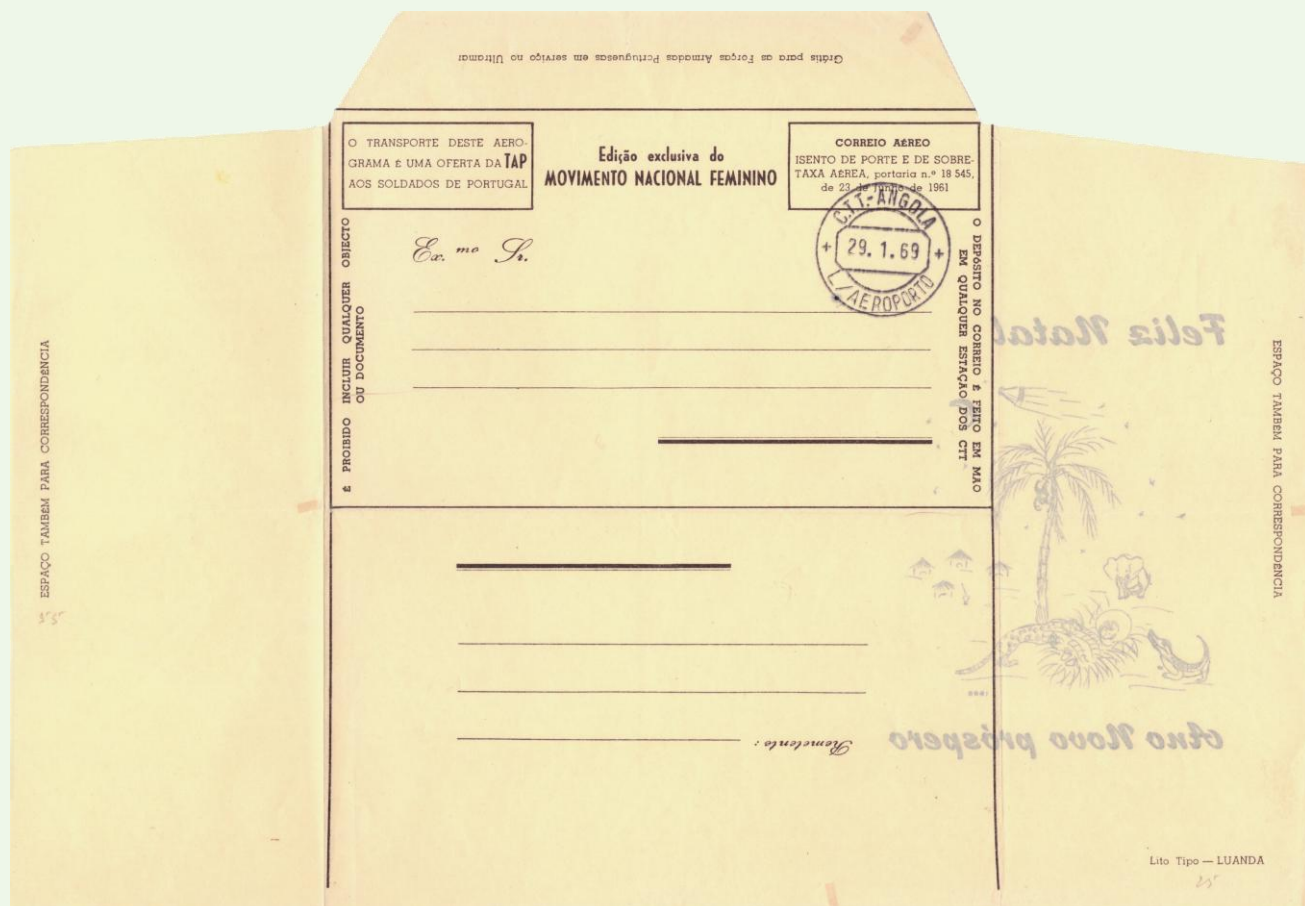 Grátis para as Forças Armadas Portuguesas em serviço no Ultramar
O TRANSPORTE DESTE AERO-
GRAMA É UMA OFERTA DA TAP
AOS SOLDADOS DE PORTUGAL
Edição exclusiva do
MOVIMENTO NACIONAL FEMININO
CORREIO AÉREO
ISENTO DE PORTE E DE SOBRE-
TAXA AÉREA, portaria n.º 18 545,
de 23 de Junho de 1961
C.T.T.-ANGOLA
29. 1. 69
L/AEROPORTO
Ex.mo Sr.
É PROIBIDO INCLUIR QUALQUER OBJECTO
OU DOCUMENTO
O DEPÓSITO NO CORREIO É FEITO EM MAO
EM QUALQUER ESTAÇÃO DOS CTT
ESPAÇO TAMBÉM PARA CORRESPONDÊNCIA
ESPAÇO TAMBÉM PARA CORRESPONDÊNCIA
Feliz Natal
Ano Novo próspero
Remetente:
Lito Tipo — LUANDA